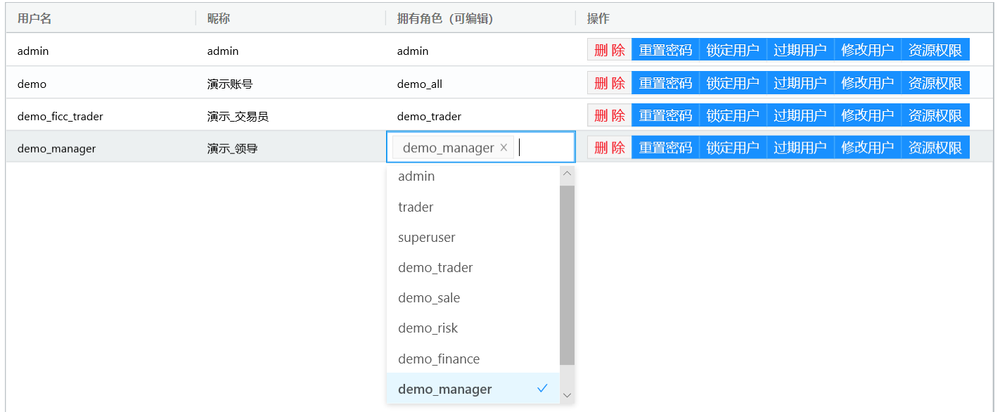 用户名 昵称 拥有角色（可编辑） 操作
admin admin admin 删 除 重置密码 锁定用户 过期用户 修改用户 资源权限
demo 演示账号 demo_all 删 除 重置密码 锁定用户 过期用户 修改用户 资源权限
demo_ficc_trader 演示_交易员 demo_trader 删 除 重置密码 锁定用户 过期用户 修改用户 资源权限
demo_manager 演示_领导 demo_manager 删 除 重置密码 锁定用户 过期用户 修改用户 资源权限
admin
trader
superuser
demo_trader
demo_sale
demo_risk
demo_finance
demo_manager